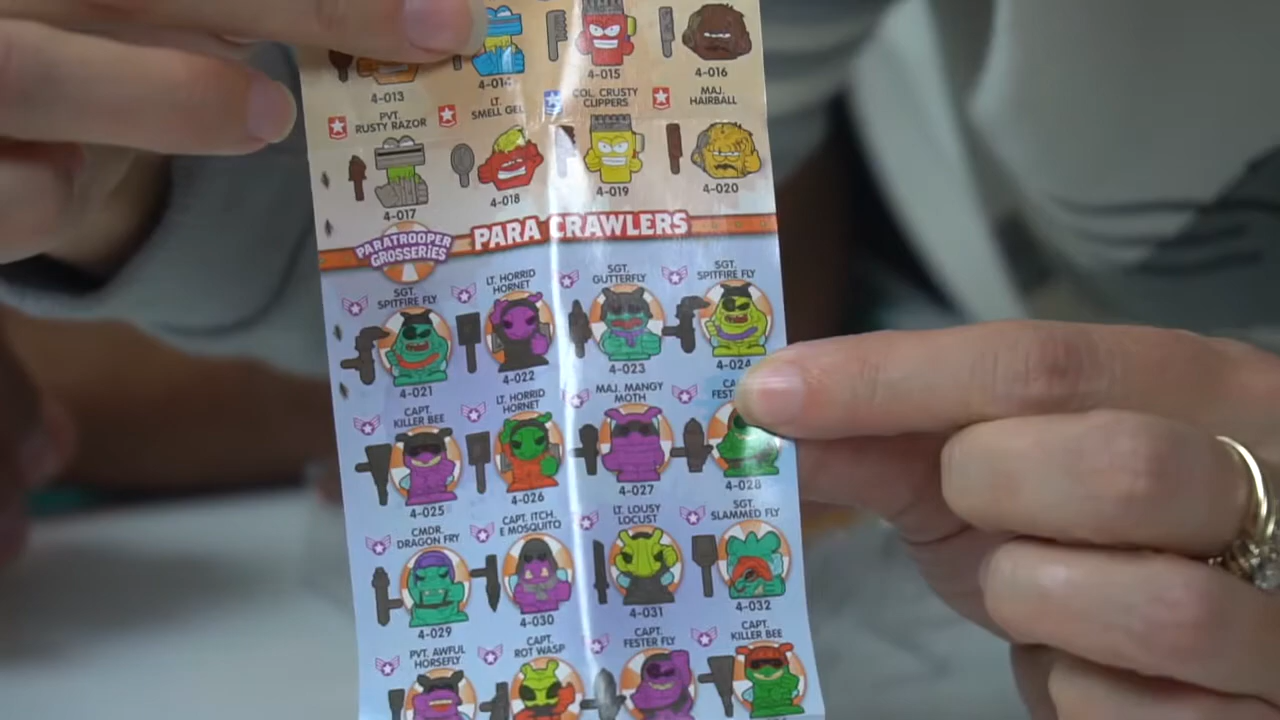 4-013
4-014
4-015
4-016
PVT.
RUSTY RAZOR
LT.
SMELL GEL
COL. CRUSTY
CLIPPERS
MAJ.
HAIRBALL
4-017
4-018
4-019
4-020
PARATROOPER
GROSSERIES
PARA CRAWLERS
SGT.
SPITFIRE FLY
LT. HORRID
HORNET
SGT.
GUTTERFLY
SGT.
SPITFIRE FLY
4-021
4-022
4-023
4-024
CAPT.
KILLER BEE
LT. HORRID
HORNET
MAJ. MANGY
MOTH
CA
FEST
4-025
4-026
4-027
4-028
CMDR.
DRAGON FRY
CAPT. ITCH.
E MOSQUITO
LT. LOUSY
LOCUST
SGT.
SLAMMED FLY
4-029
4-030
4-031
4-032
PVT. AWFUL
HORSEFLY
CAPT.
ROT WASP
CAPT.
FESTER FLY
CAPT.
KILLER BEE